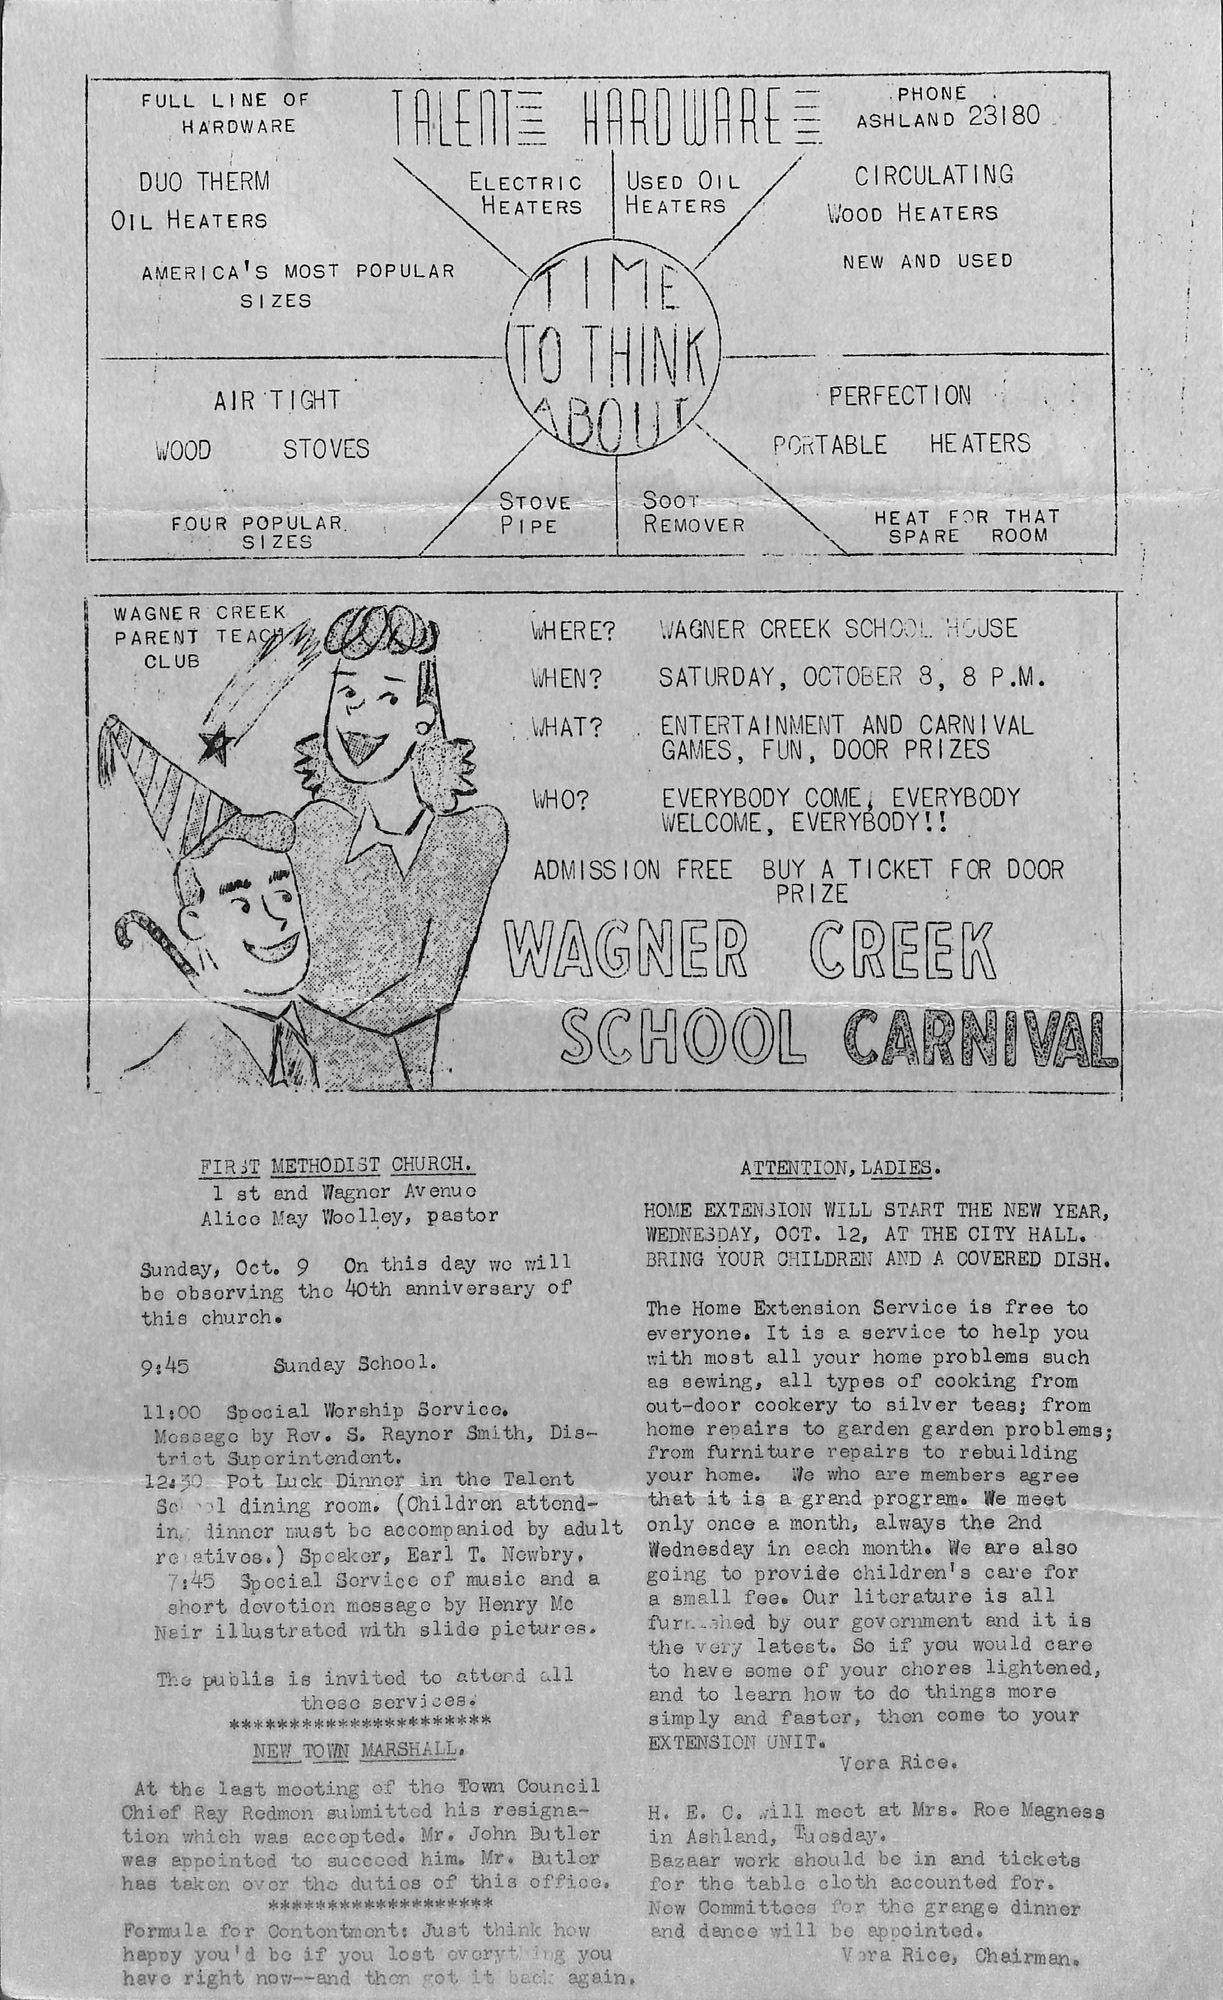 FULL LINE OF
HARDWARE
TALENT HARDWARE
PHONE
ASHLAND 23180
DUO THERM
OIL HEATERS
AMERICA'S MOST POPULAR
SIZES
ELECTRIC
HEATERS
USED OIL
HEATERS
CIRCULATING
WOOD HEATERS
NEW AND USED
TIME
TO THINK
ABOUT
AIR TIGHT
WOOD STOVES
FOUR POPULAR
SIZES
STOVE
PIPE
SOOT
REMOVER
PERFECTION
PORTABLE HEATERS
HEAT FOR THAT
SPARE ROOM
WAGNER CREEK
PARENT TEACH
CLUB
WHERE? WAGNER CREEK SCHOOL HOUSE
WHEN? SATURDAY, OCTOBER 8, 8 P.M.
WHAT? ENTERTAINMENT AND CARNIVAL
GAMES, FUN, DOOR PRIZES
WHO? EVERYBODY COME, EVERYBODY
WELCOME, EVERYBODY!!
ADMISSION FREE BUY A TICKET FOR DOOR
PRIZE
WAGNER CREEK
SCHOOL CARNIVAL
FIRST METHODIST CHURCH.
1 st and Wagner Avenue
Alice May Woolley, pastor
Sunday, Oct. 9 On this day we will
be observing the 40th anniversary of
this church.
9:45 Sunday School.
11:00 Special Worship Service.
Message by Rev. S. Raynor Smith, Dis-
trict Superintendent.
12:30 Pot Luck Dinner in the Talent
School dining room. (Children attend-
ing dinner must be accompanied by adult
relatives.) Speaker, Earl T. Newbry.
7:45 Special Service of music and a
short devotion message by Henry Mc
Nair illustrated with slide pictures.
The publis is invited to attend all
these services.
**********************
NEW TOWN MARSHALL.
At the last meeting of the Town Council
Chief Ray Redmon submitted his resigna-
tion which was accepted. Mr. John Butler
was appointed to succeed him. Mr. Butler
has taken over the duties of this office.
*******************
Formula for Contentment: Just think how
happy you'd be if you lost everything you
have right now--and then got it back again.
ATTENTION, LADIES.
HOME EXTENSION WILL START THE NEW YEAR,
WEDNESDAY, OCT. 12, AT THE CITY HALL.
BRING YOUR CHILDREN AND A COVERED DISH.
The Home Extension Service is free to
everyone. It is a service to help you
with most all your home problems such
as sewing, all types of cooking from
out-door cookery to silver teas; from
home repairs to garden garden problems;
from furniture repairs to rebuilding
your home. We who are members agree
that it is a grand program. We meet
only once a month, always the 2nd
Wednesday in each month. We are also
going to provide children's care for
a small fee. Our literature is all
furnished by our government and it is
the very latest. So if you would care
to have some of your chores lightened,
and to learn how to do things more
simply and faster, then come to your
EXTENSION UNIT.
Vera Rice.
H. E. C. will meet at Mrs. Roe Magness
in Ashland, Tuesday.
Bazaar work should be in and tickets
for the table cloth accounted for.
New Committees for the grange dinner
and dance will be appointed.
Vera Rice, Chairman.